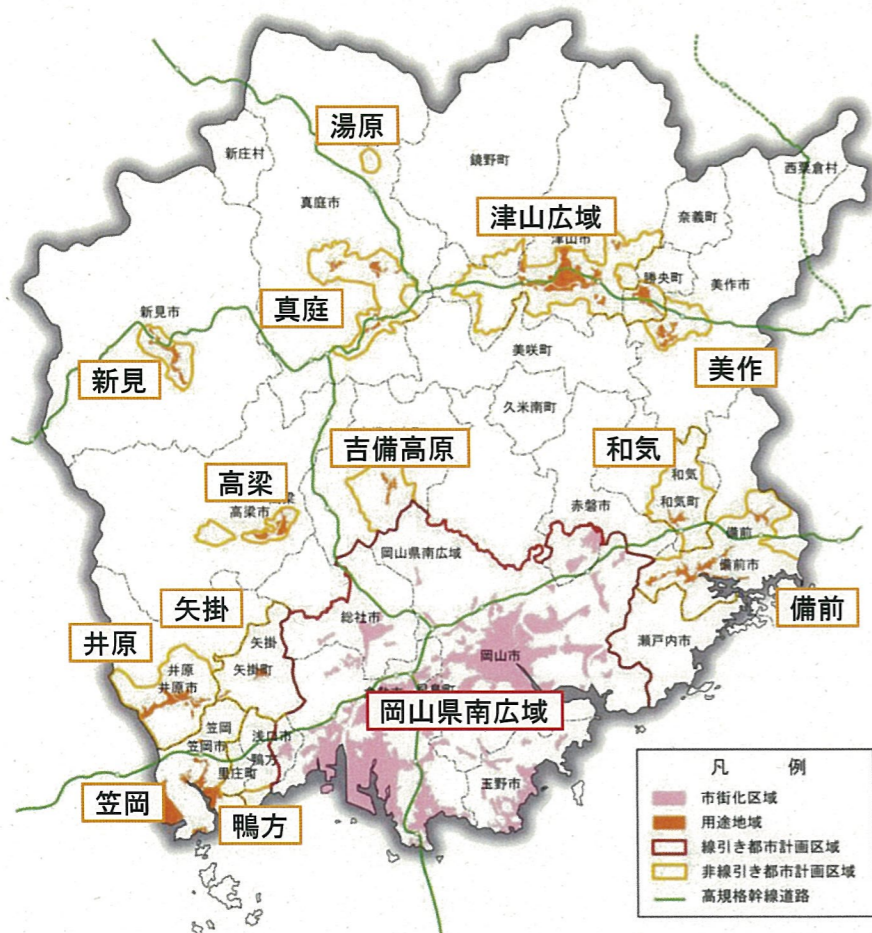 湯原
新庄村
鏡野町
西粟倉村
真庭市
奈義町
津山広域
津山市
勝央町
美作市
真庭
新見市
美咲町
美作
新見
久米南町
吉備高原
和気
高梁
和気
高梁市
赤磐市
和気町
岡山県南広域
備前
備前市
矢掛
備前
総社市
井原
矢掛
瀬戸内市
井原
矢掛町
岡山市
井原市
岡山県南広域
笠岡
浅口市
笠岡市
鴨方
里庄町
玉野市
笠岡
鴨方
凡 例
市街化区域
用途地域
線引き都市計画区域
非線引き都市計画区域
高規格幹線道路